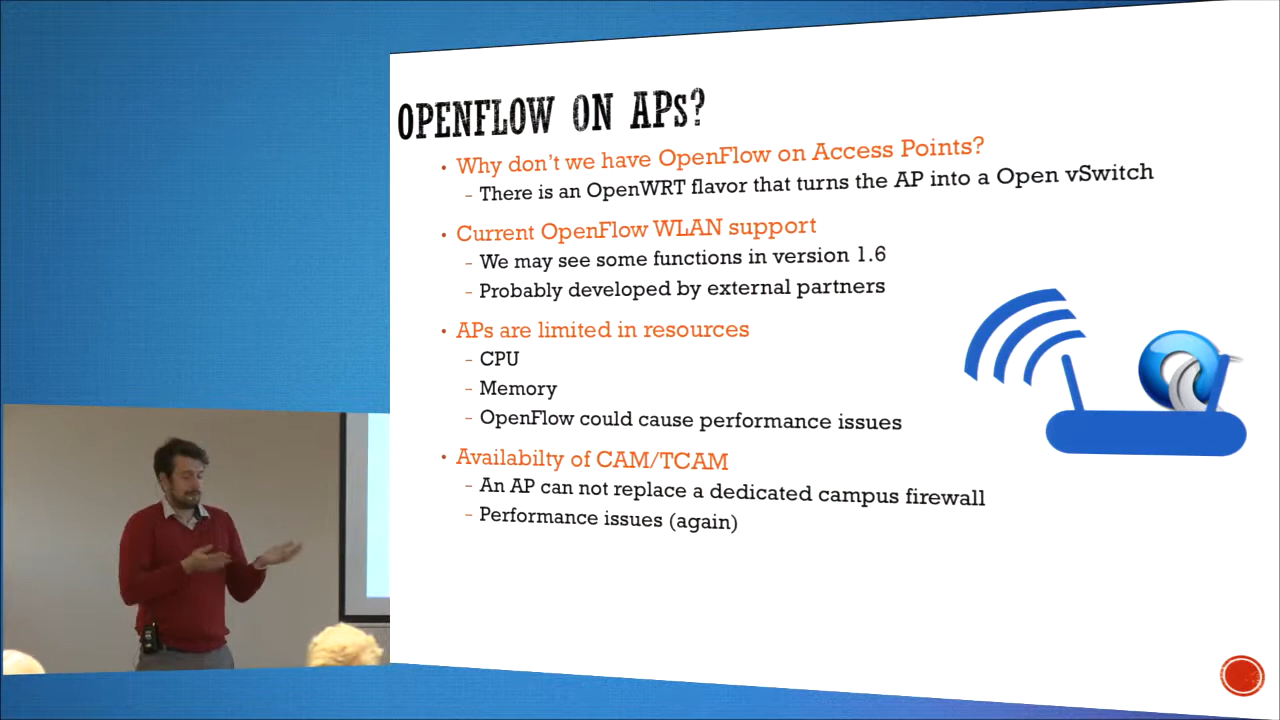 OPENFLOW ON APs?
• Why don't we have OpenFlow on Access Points?
– There is an OpenWRT flavor that turns the AP into a Open vSwitch
• Current OpenFlow WLAN support
– We may see some functions in version 1.6
– Probably developed by external partners
• APs are limited in resources
– CPU
– Memory
– OpenFlow could cause performance issues
• Availabilty of CAM/TCAM
– An AP can not replace a dedicated campus firewall
– Performance issues (again)